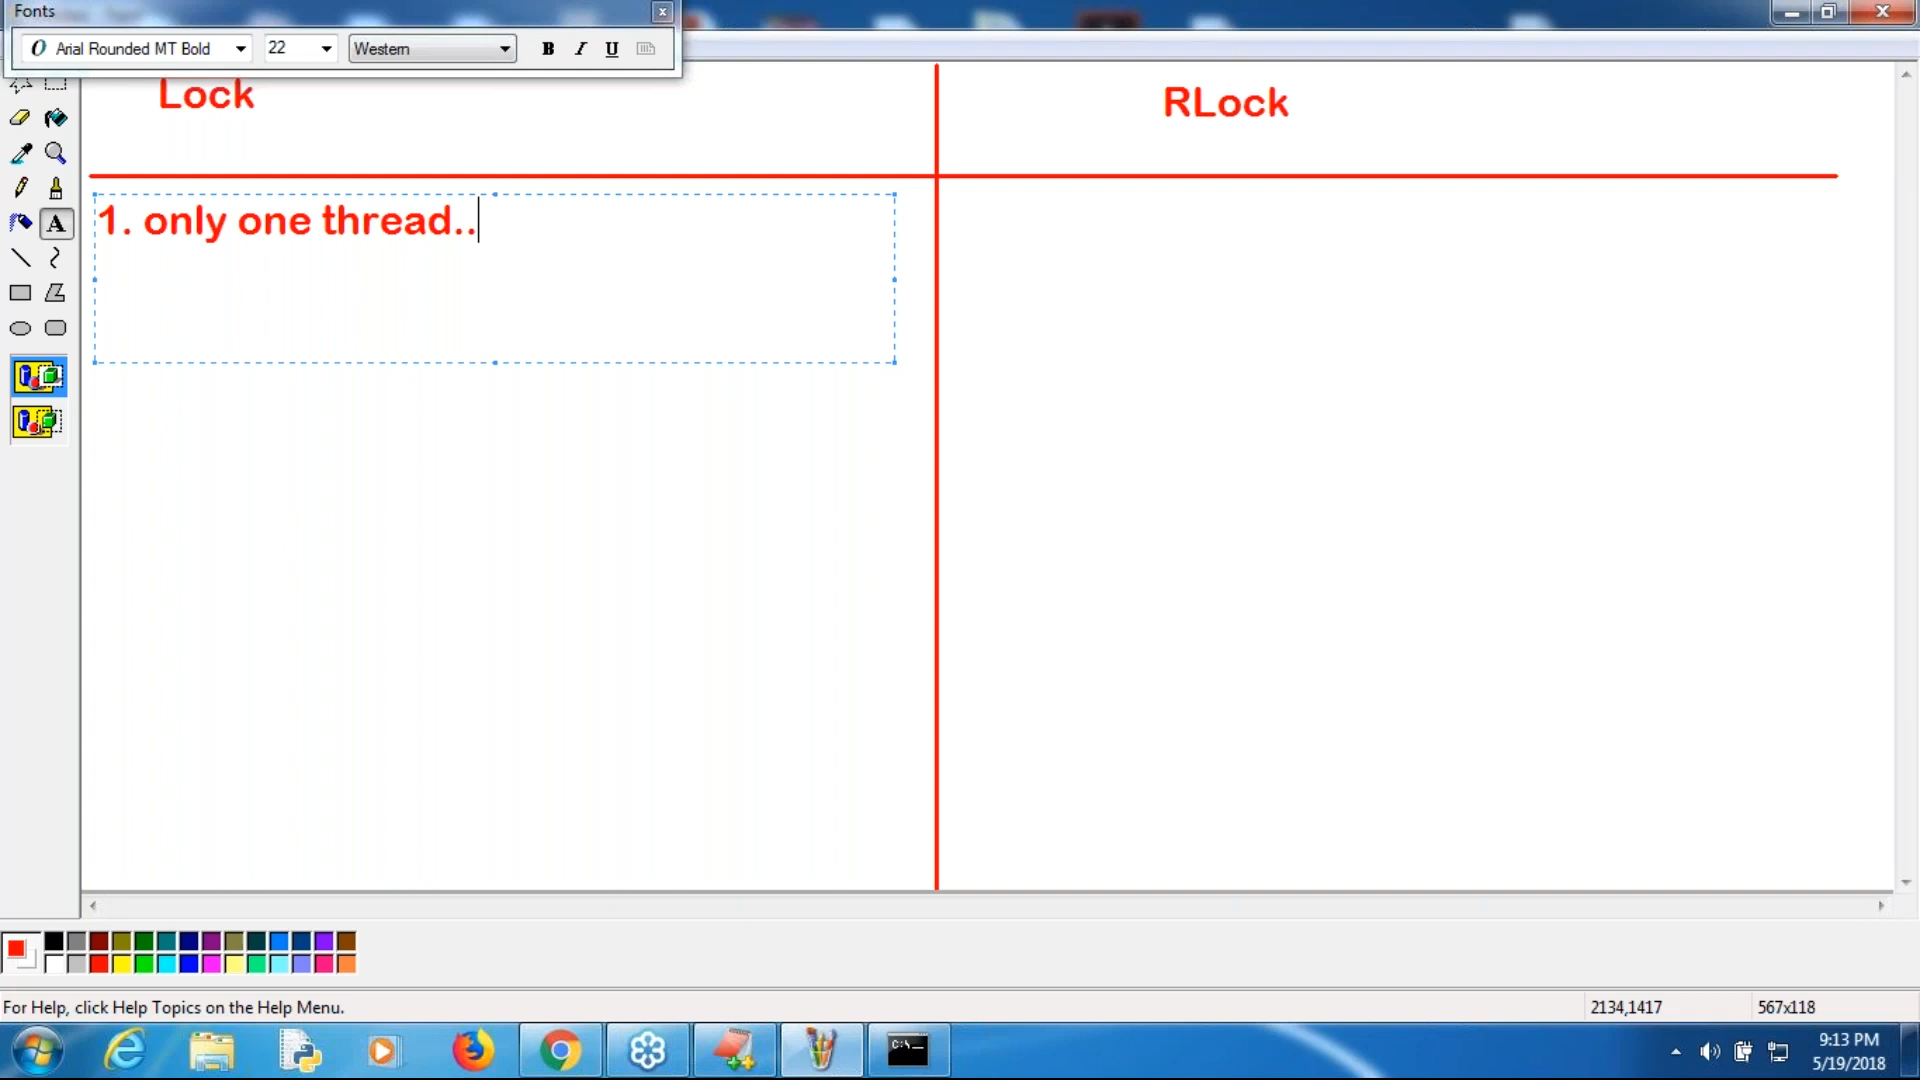 Fonts
Arial Rounded MT Bold
22
Western
B I U
A
Lock
RLock
1. only one thread..
For Help, click Help Topics on the Help Menu.
2134,1417
567x118
C:\_
9:13 PM
5/19/2018